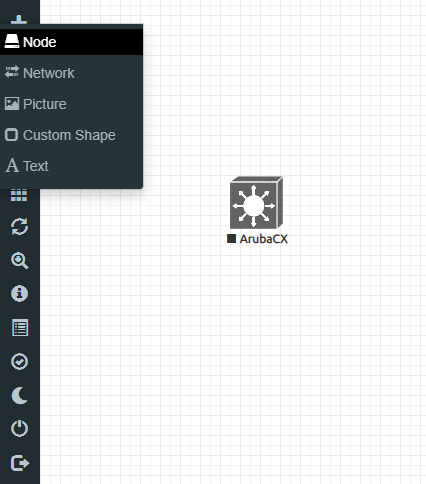 Node
Network
Picture
Custom Shape
Text
ArubaCX